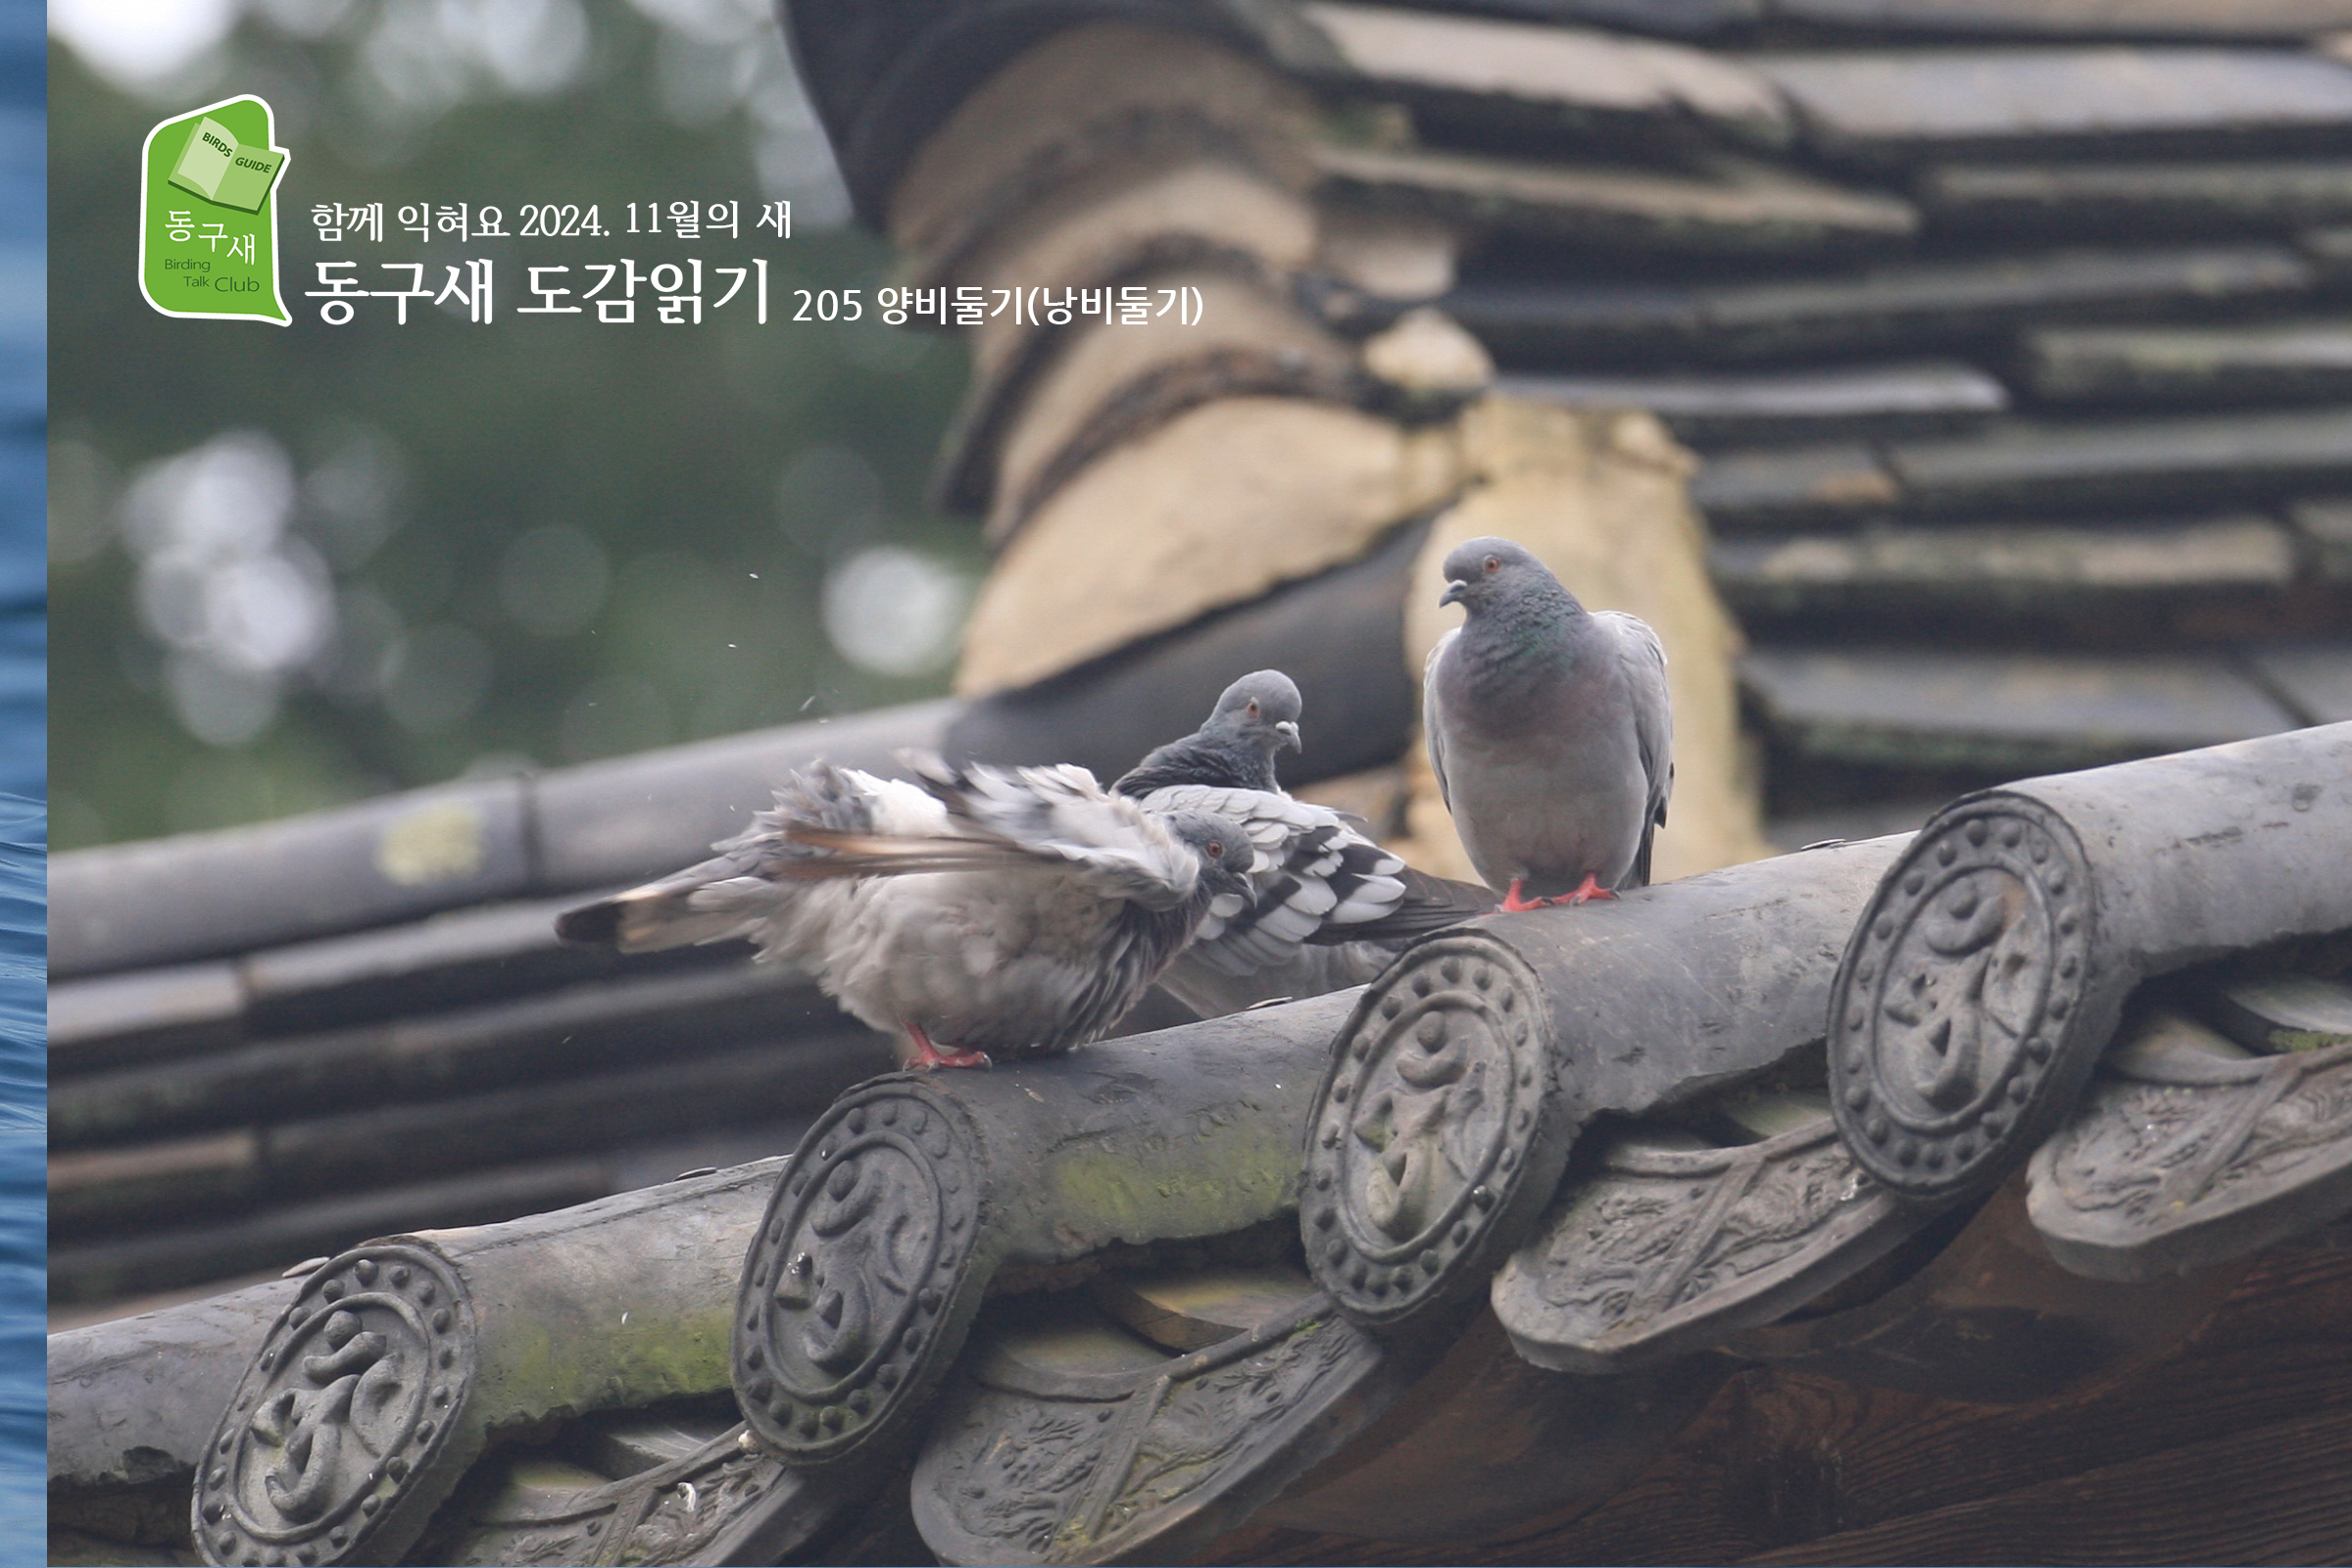 BIRDS GUIDE
동구새
Birding
Talk Club
함께 익혀요 2024. 11월의 새
동구새 도감읽기 205 양비둘기(낭비둘기)